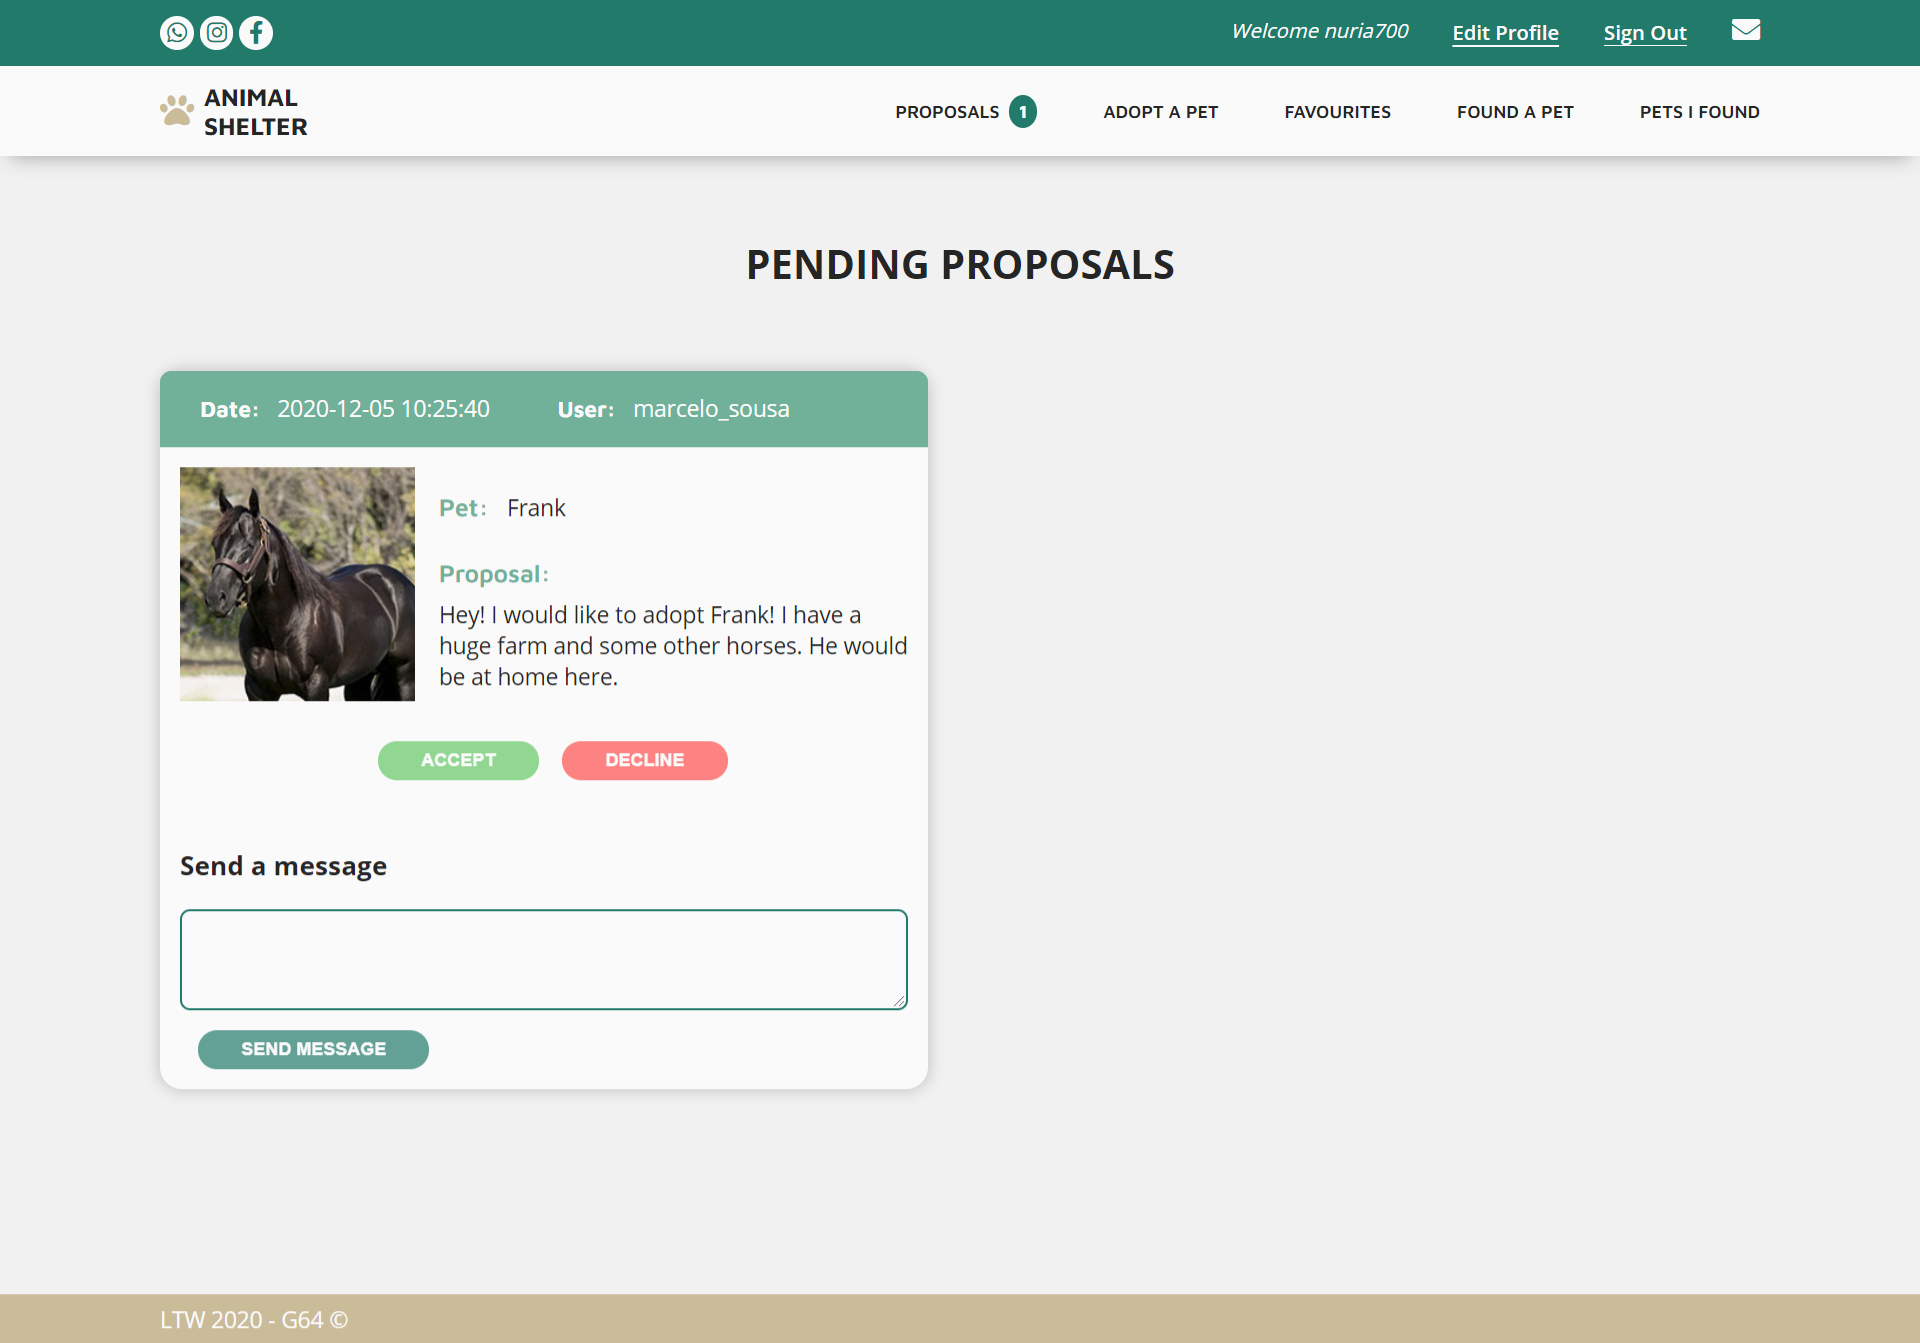 Welcome nuria700 Edit Profile Sign Out
ANIMAL
SHELTER
PROPOSALS 1 ADOPT A PET FAVOURITES FOUND A PET PETS I FOUND
PENDING PROPOSALS
Date: 2020-12-05 10:25:40 User: marcelo_sousa
Pet: Frank
Proposal:
Hey! I would like to adopt Frank! I have a
huge farm and some other horses. He would
be at home here.
ACCEPT DECLINE
Send a message
SEND MESSAGE
LTW 2020 - G64 ©